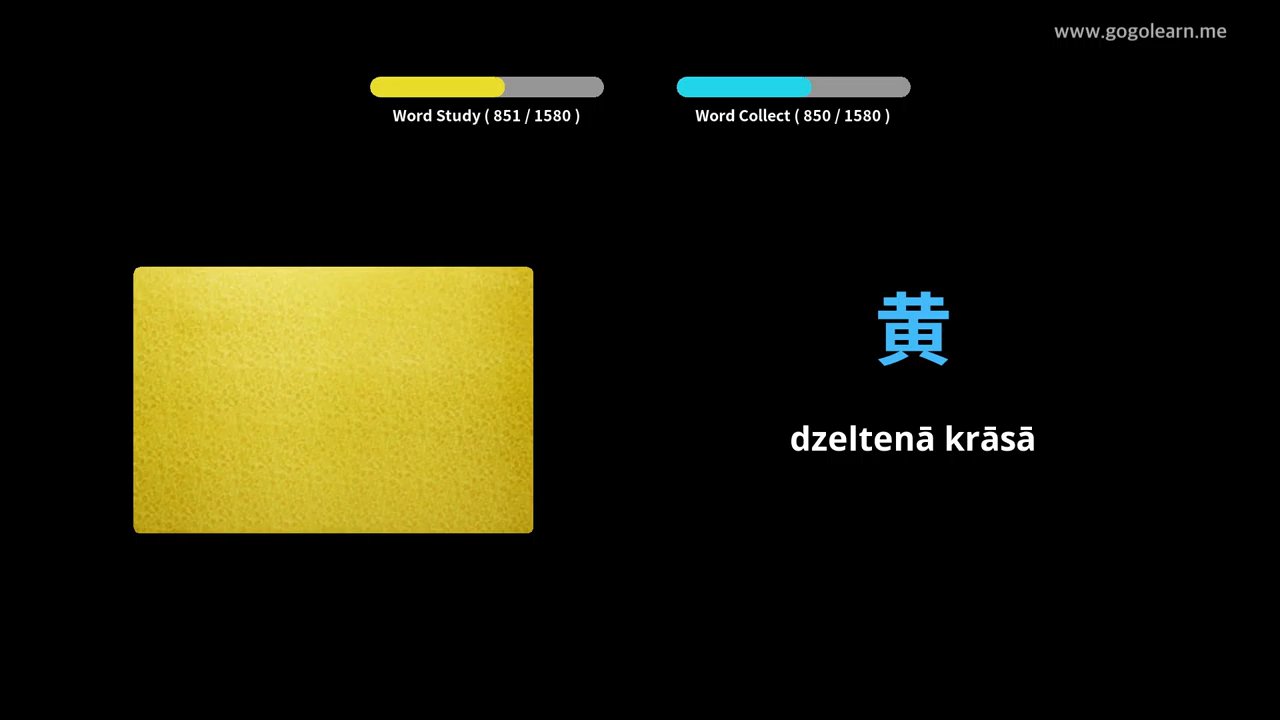 www.gogolearn.me
Word Study ( 851 / 1580 )
Word Collect ( 850 / 1580 )
黄
dzeltenā krāsā